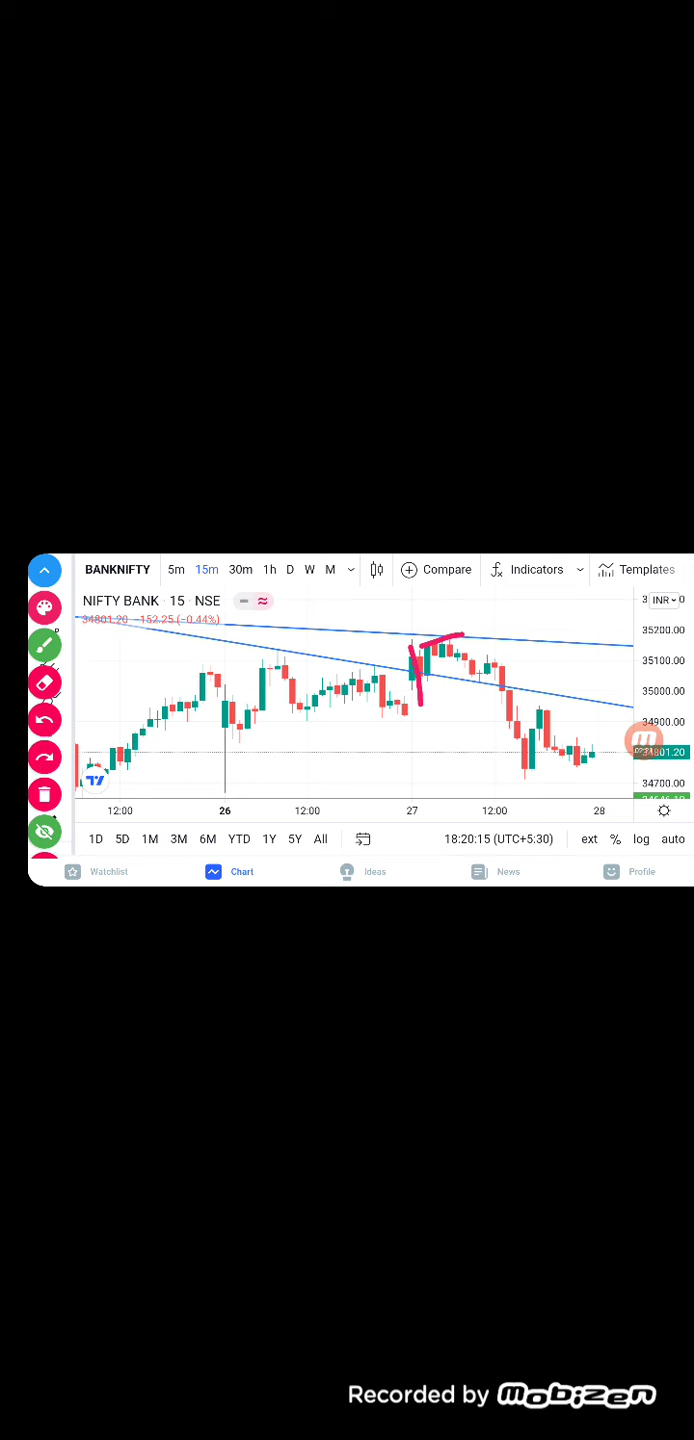 BANKNIFTY 5m 15m 30m 1h D W M Compare Indicators Templates
NIFTY BANK · 15 · NSE
INR
34801.20 -152.25 (-0.44%)
35200.00
35100.00
35000.00
34900.00
34801.20
34700.00
12:00 26 12:00 27 12:00 28
1D 5D 1M 3M 6M YTD 1Y 5Y All 18:20:15 (UTC+5:30) ext % log auto
Watchlist Chart Ideas News Profile
Recorded by mobizen